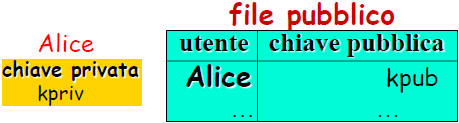 file pubblico
Alice
chiave privata
kpriv
utente chiave pubblica
Alice kpub
... ...